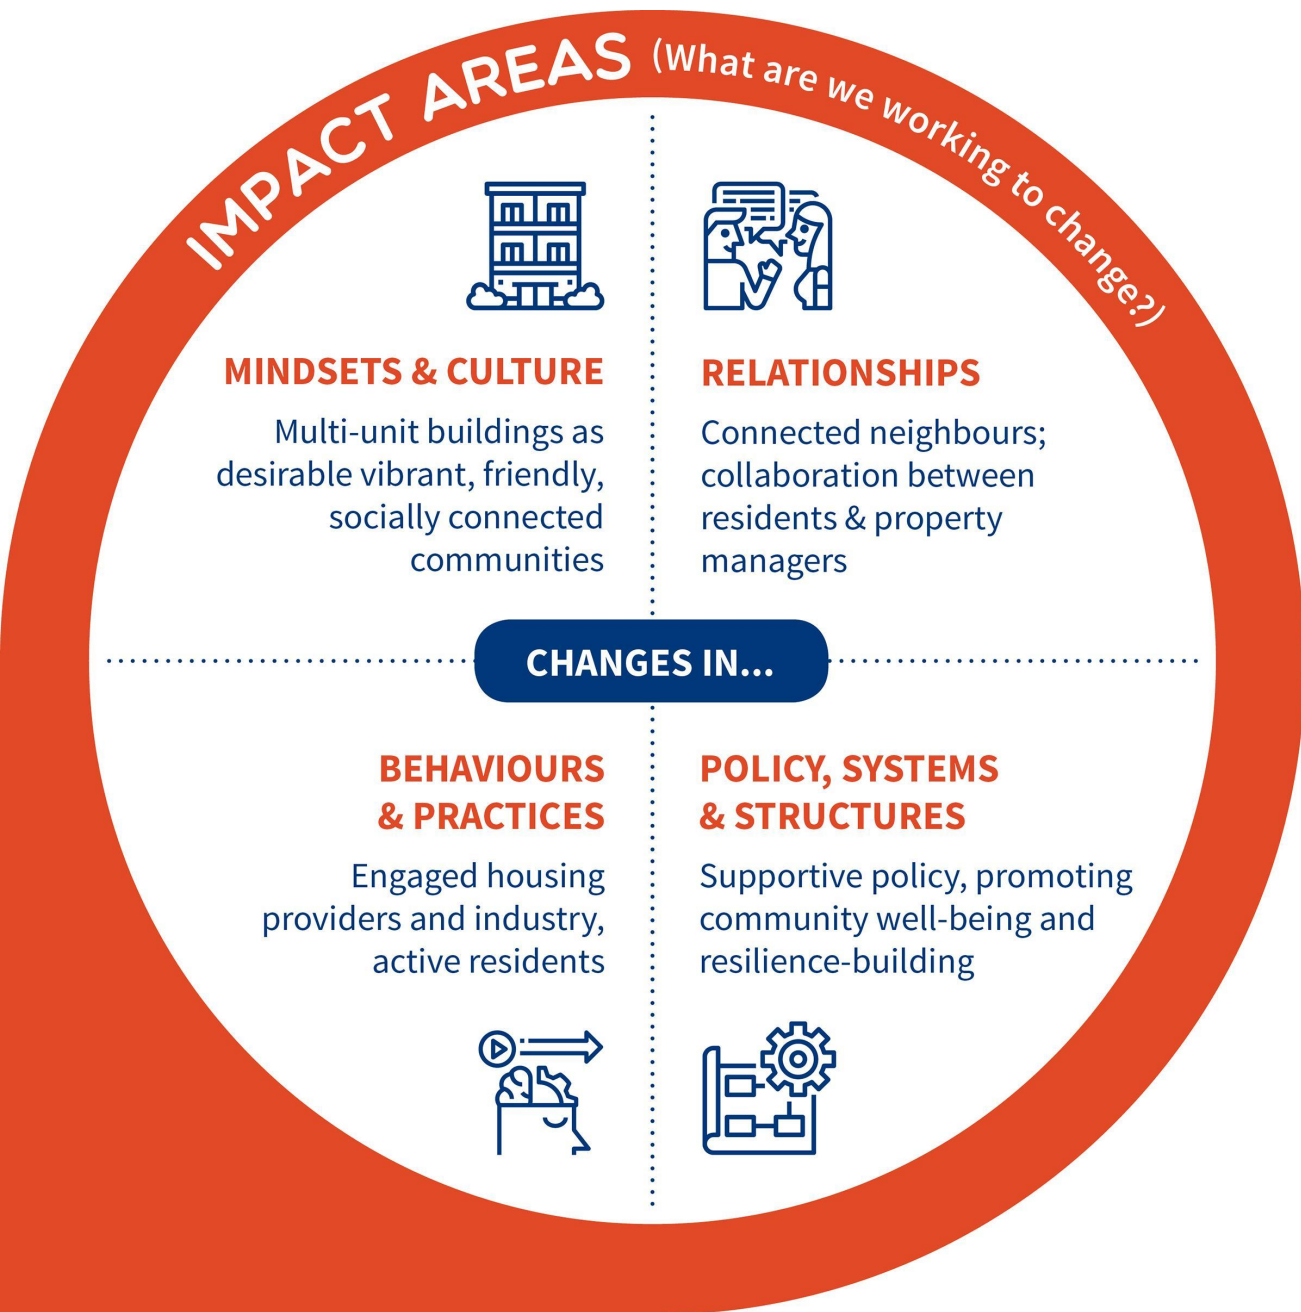 IMPACT AREAS (What are we working to change?)
MINDSETS & CULTURE
Multi-unit buildings as
desirable vibrant, friendly,
socially connected
communities
RELATIONSHIPS
Connected neighbours;
collaboration between
residents & property
managers
CHANGES IN...
BEHAVIOURS
& PRACTICES
Engaged housing
providers and industry,
active residents
POLICY, SYSTEMS
& STRUCTURES
Supportive policy, promoting
community well-being and
resilience-building